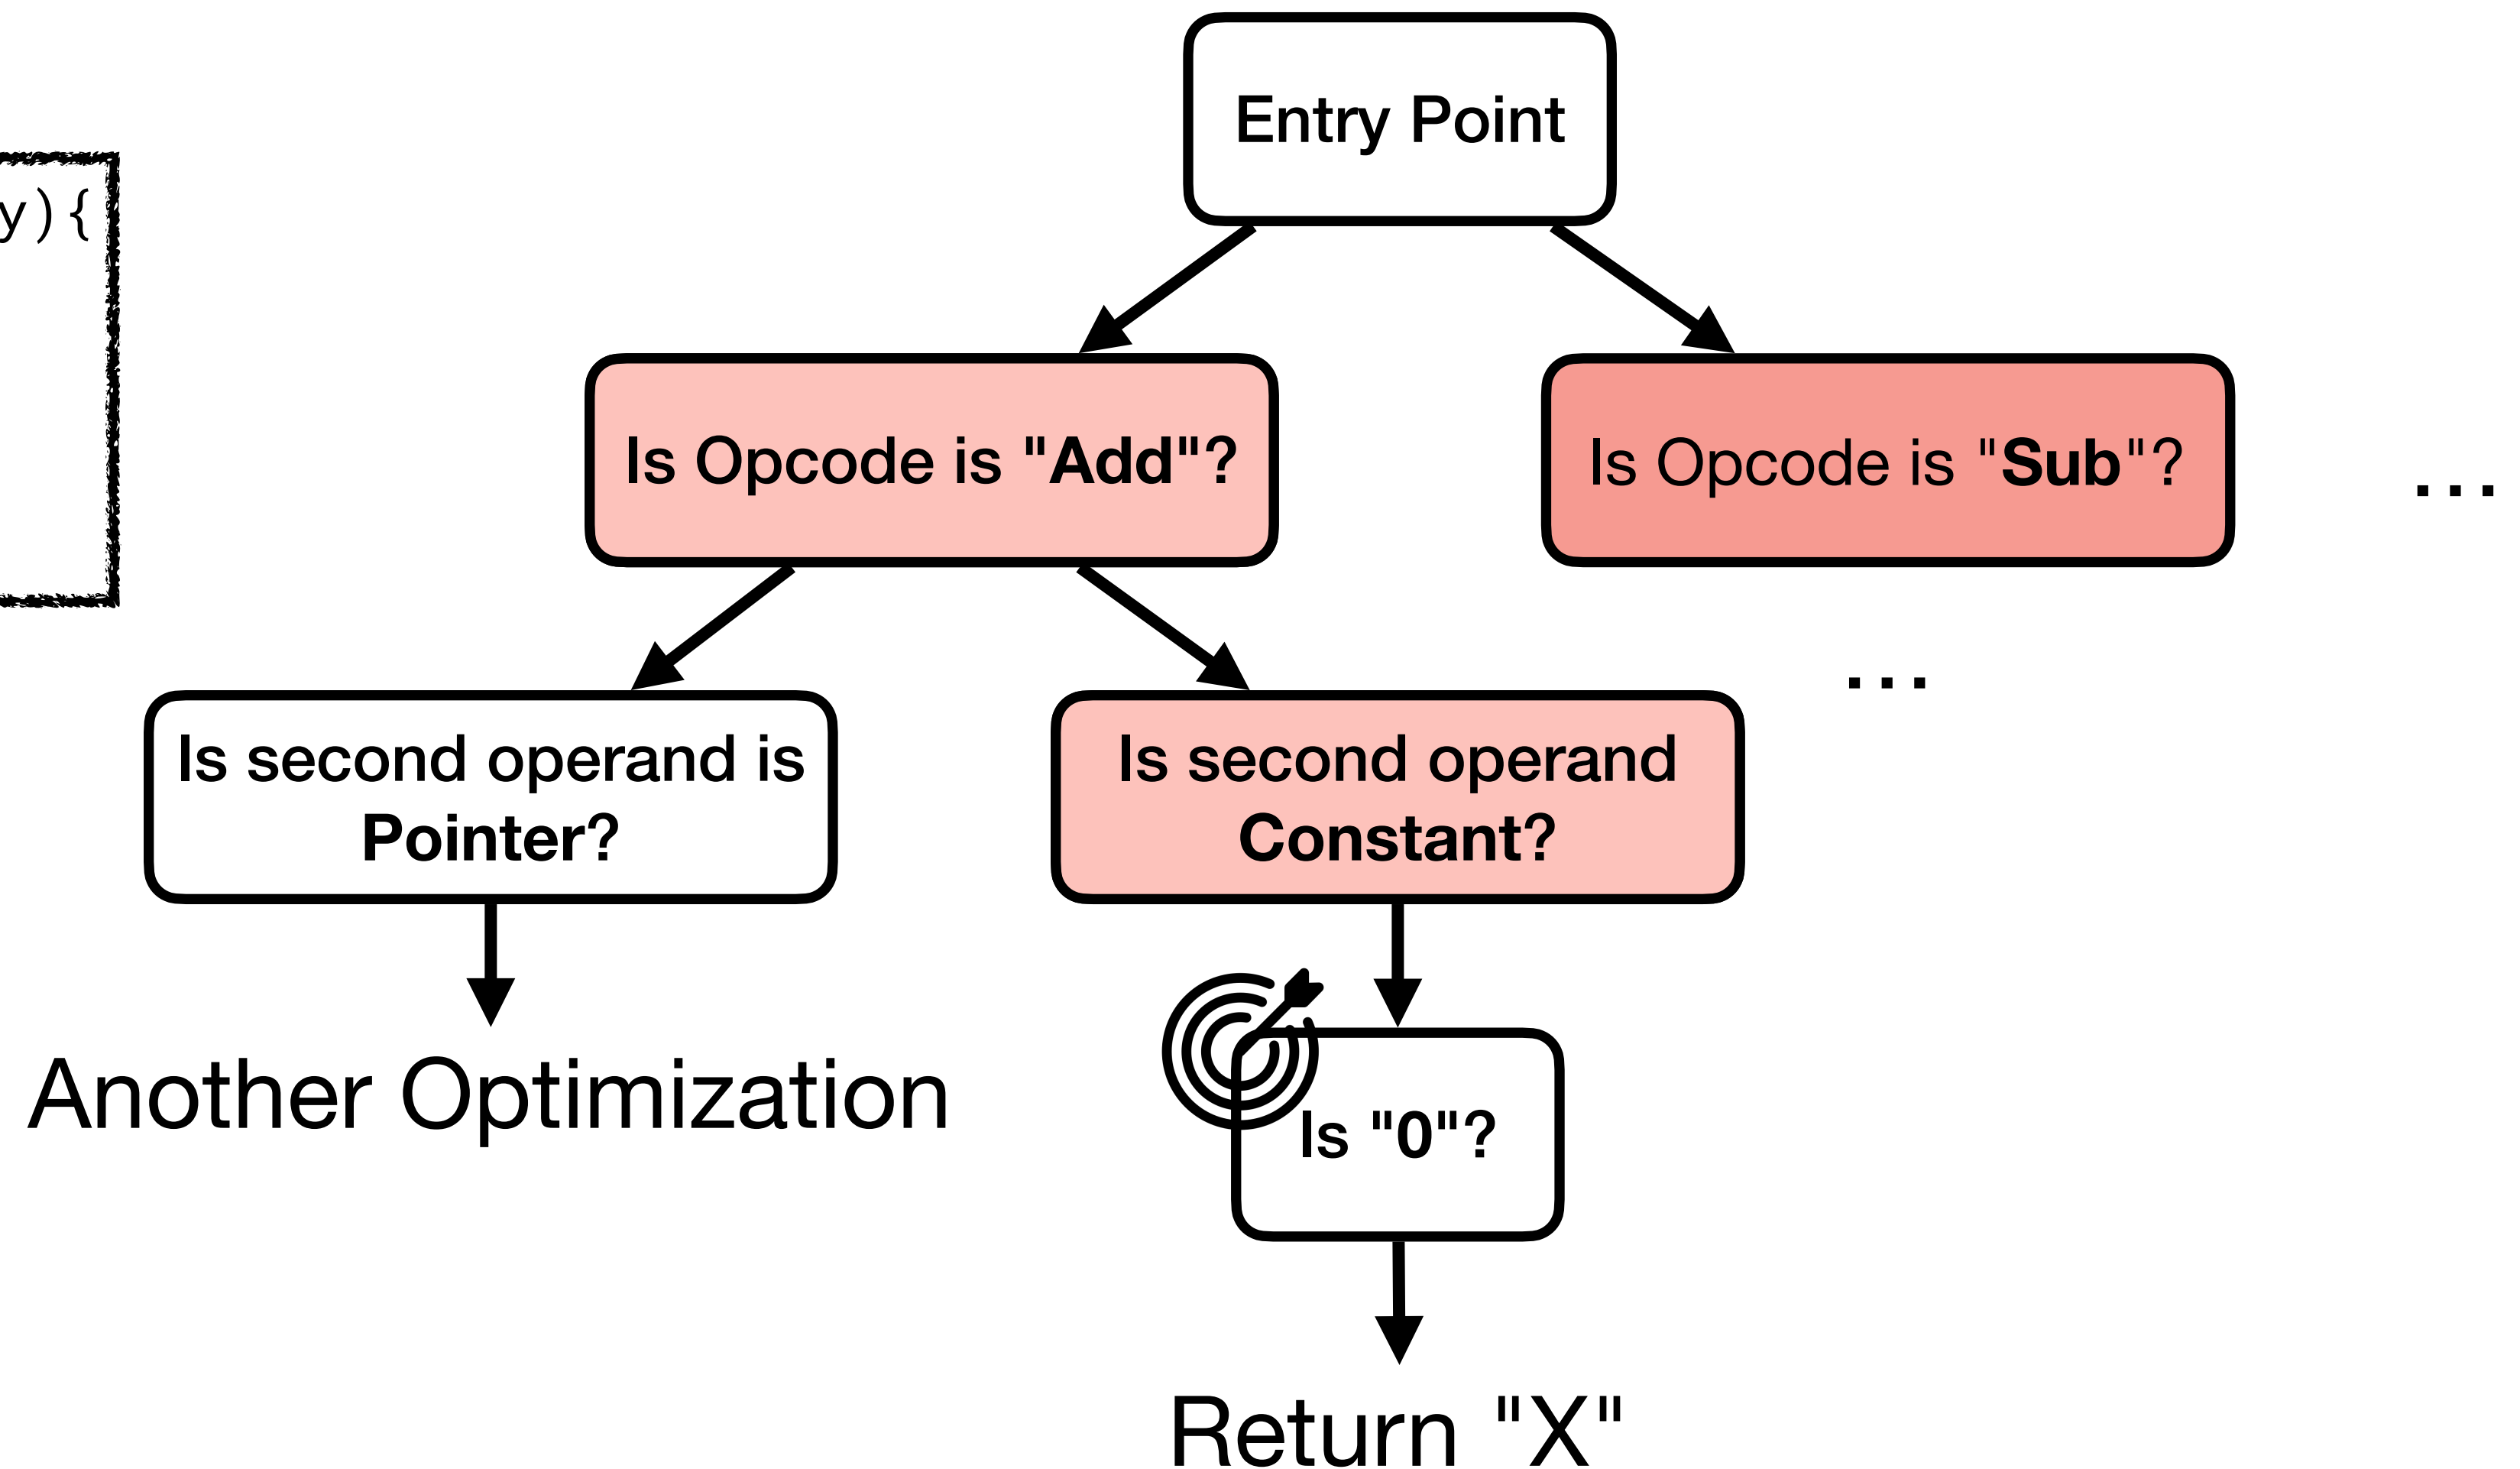 Entry Point
y){
Is Opcode is "Add"?
Is Opcode is "Sub"?
...
...
Is second operand is
Pointer?
Is second operand
Constant?
Another Optimization
Is "0"?
Return "X"